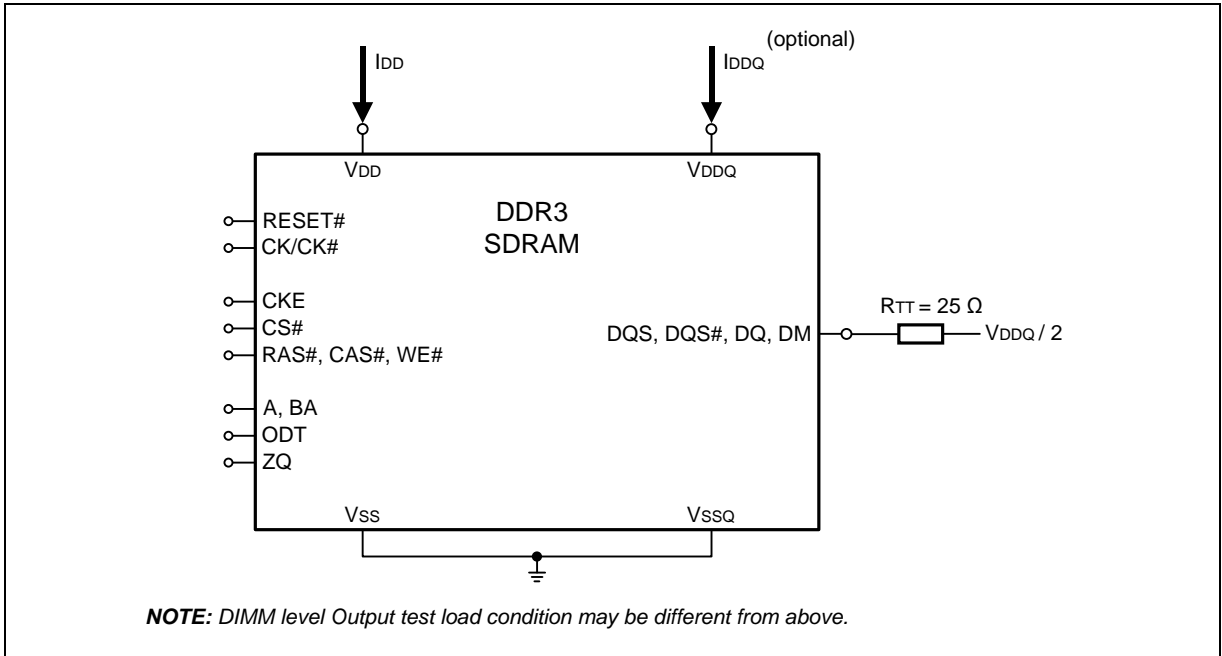 (optional)
IDD
IDDQ
VDD
VDDQ
DDR3
SDRAM
RESET#
CK/CK#
CKE
CS#
RAS#, CAS#, WE#
A, BA
ODT
ZQ
DQS, DQS#, DQ, DM
RTT = 25 Ω
VDDQ / 2
VSS
VSSQ
NOTE: DIMM level Output test load condition may be different from above.